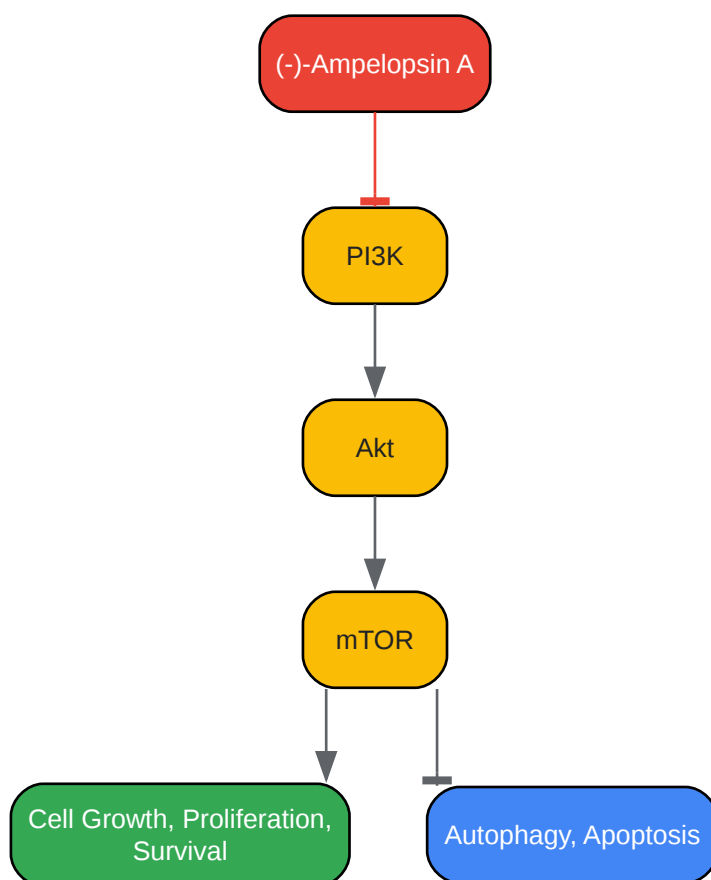 (-)-Ampelopsin A
PI3K
Akt
mTOR
Cell Growth, Proliferation,
Survival
Autophagy, Apoptosis